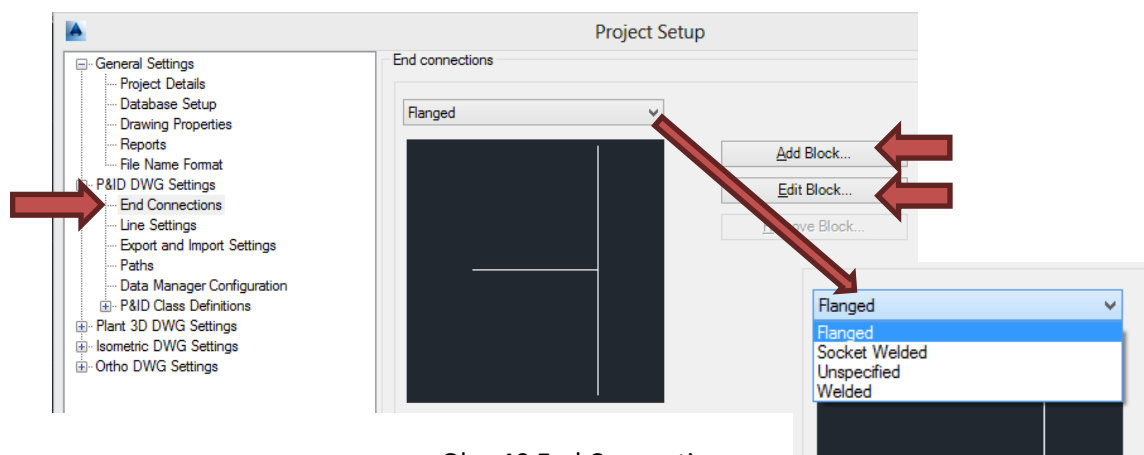 Project Setup
General Settings
Project Details
Database Setup
Drawing Properties
Reports
File Name Format
P&ID DWG Settings
End Connections
Line Settings
Export and Import Settings
Paths
Data Manager Configuration
P&ID Class Definitions
Plant 3D DWG Settings
Isometric DWG Settings
Ortho DWG Settings
End connections
Flanged
Add Block...
Edit Block...
Block...
Flanged
Flanged
Socket Welded
Unspecified
Welded
End